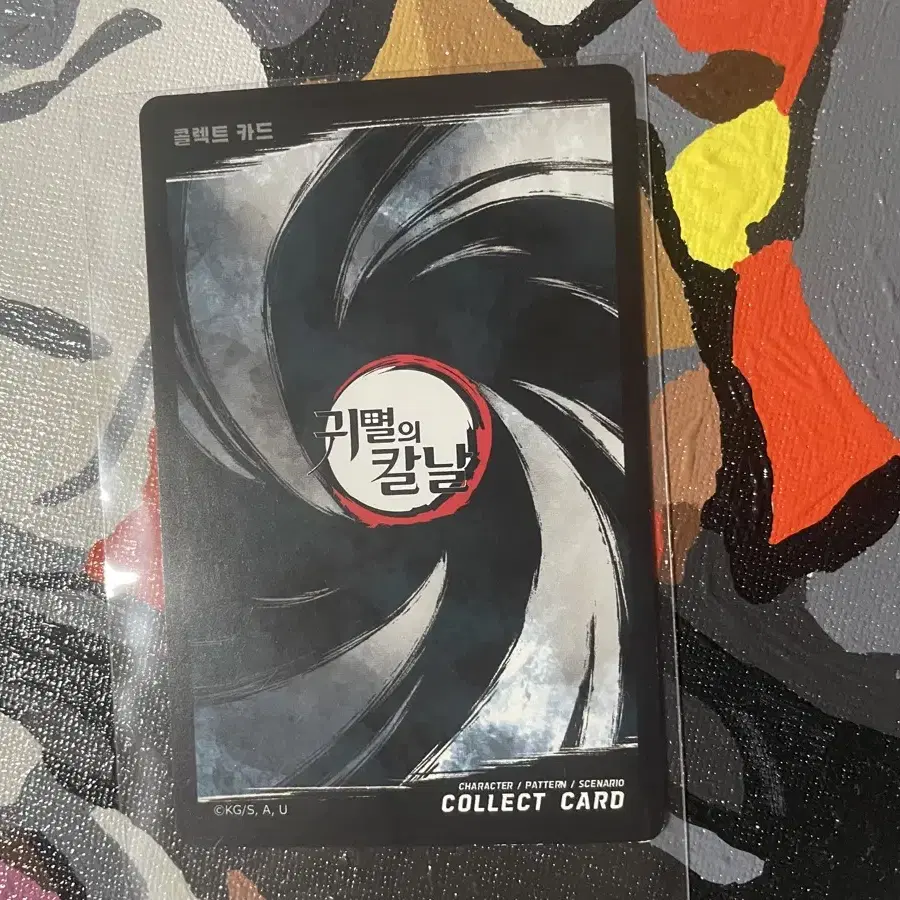 콜렉트 카드
귀멸의
칼날
CHARACTER / PATTERN / SCENARIO
COLLECT CARD
©KG/S, A, U